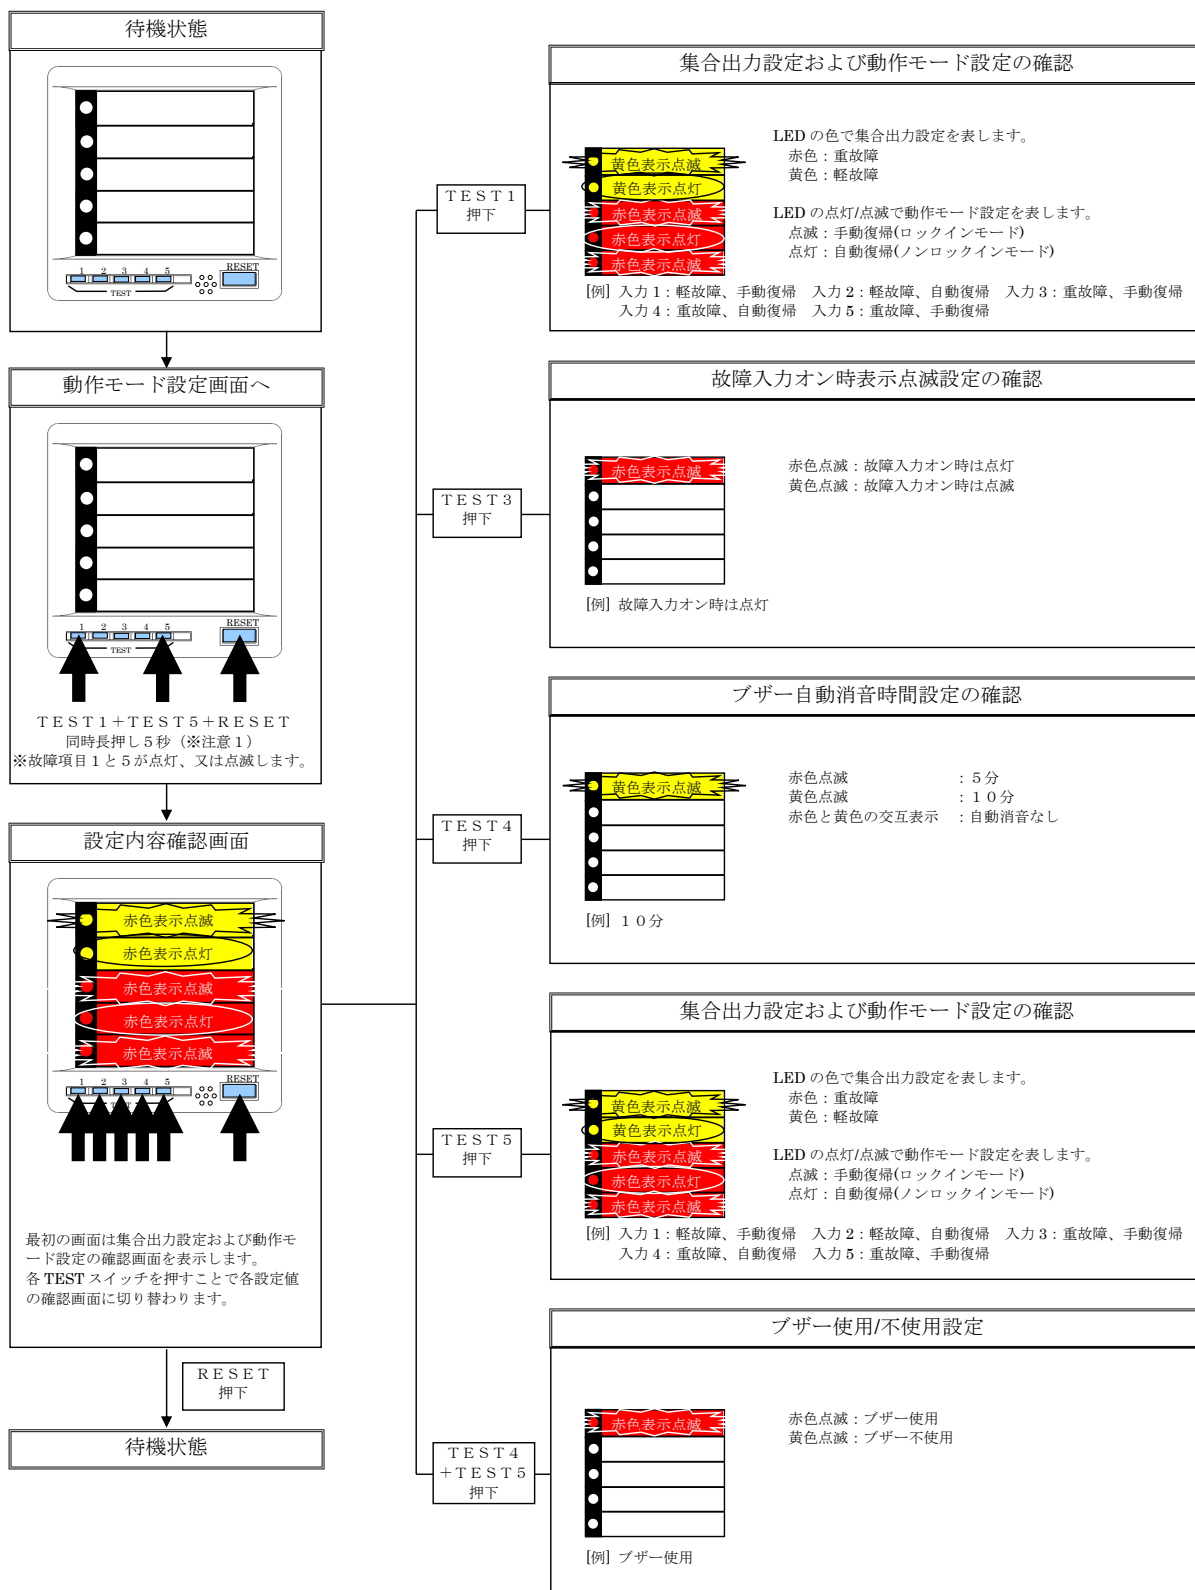 待機状態
1 2 3 4 5
TEST
RESET
動作モード設定画面へ
1 2 3 4 5
TEST
RESET
TEST1+TEST5+RESET
同時長押し5秒（※注意1）
※故障項目1と5が点灯、又は点滅します。
設定内容確認画面
赤色表示点滅
赤色表示点灯
赤色表示点滅
赤色表示点灯
赤色表示点滅
1 2 3 4 5
TEST
RESET
最初の画面は集合出力設定および動作モ
ード設定の確認画面を表示します。
各 TEST スイッチを押すことで各設定値
の確認画面に切り替わります。
RESET
押下
待機状態
TEST1
押下
集合出力設定および動作モード設定の確認
黄色表示点滅
黄色表示点灯
赤色表示点滅
赤色表示点灯
赤色表示点滅
LED の色で集合出力設定を表します。
赤色：重故障
黄色：軽故障
LED の点灯/点滅で動作モード設定を表します。
点滅：手動復帰(ロックインモード)
点灯：自動復帰(ノンロックインモード)
[例] 入力1：軽故障、手動復帰　入力2：軽故障、自動復帰　入力3：重故障、手動復帰
入力4：重故障、自動復帰　入力5：重故障、手動復帰
TEST3
押下
故障入力オン時表示点滅設定の確認
赤色表示点滅
赤色点滅：故障入力オン時は点灯
黄色点滅：故障入力オン時は点滅
[例] 故障入力オン時は点灯
TEST4
押下
ブザー自動消音時間設定の確認
黄色表示点滅
赤色点滅　：5分
黄色点滅　：10分
赤色と黄色の交互表示　：自動消音なし
[例] 10分
TEST5
押下
集合出力設定および動作モード設定の確認
黄色表示点滅
黄色表示点灯
赤色表示点滅
赤色表示点灯
赤色表示点滅
LED の色で集合出力設定を表します。
赤色：重故障
黄色：軽故障
LED の点灯/点滅で動作モード設定を表します。
点滅：手動復帰(ロックインモード)
点灯：自動復帰(ノンロックインモード)
[例] 入力1：軽故障、手動復帰　入力2：軽故障、自動復帰　入力3：重故障、手動復帰
入力4：重故障、自動復帰　入力5：重故障、手動復帰
TEST4
+TEST5
押下
ブザー使用/不使用設定
赤色表示点滅
赤色点滅：ブザー使用
黄色点滅：ブザー不使用
[例] ブザー使用